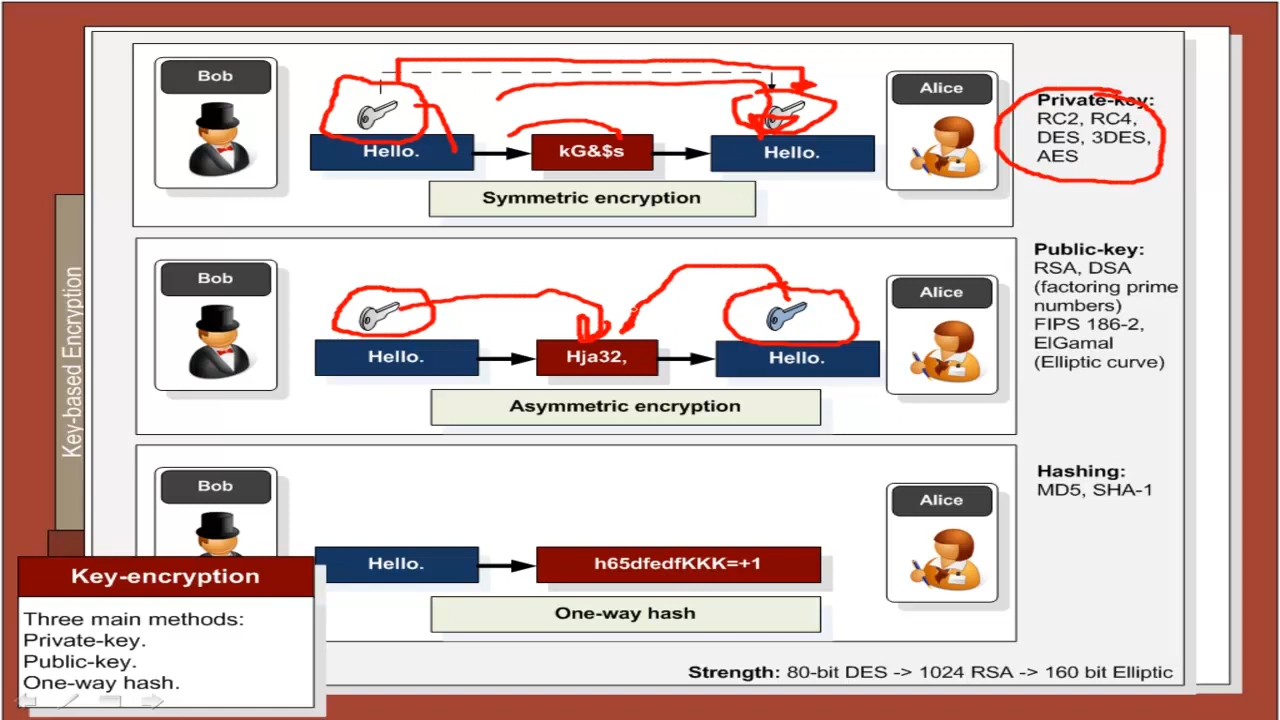 Bob
Hello.
kG&$s
Hello.
Alice
Symmetric encryption
Private-key:
RC2, RC4,
DES, 3DES,
AES
Bob
Hello.
Hja32,
Hello.
Alice
Asymmetric encryption
Public-key:
RSA, DSA
(factoring prime
numbers)
FIPS 186-2,
ElGamal
(Elliptic curve)
Bob
Hello.
h65dfedfKKK=+1
Alice
One-way hash
Hashing:
MD5, SHA-1
Key-based Encryption
Key-encryption
Three main methods:
Private-key.
Public-key.
One-way hash.
Strength: 80-bit DES -> 1024 RSA -> 160 bit Elliptic